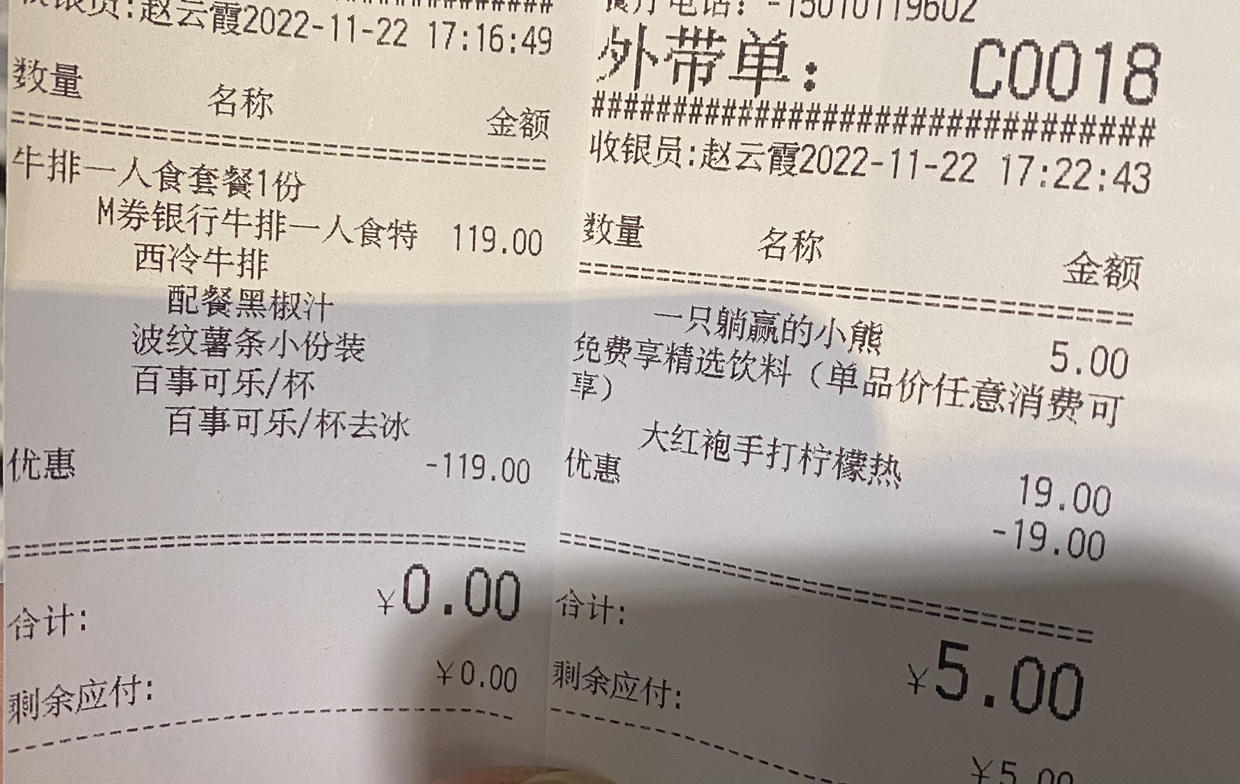 收银员:赵云霞2022-11-22 17:16:49
数量 名称 金额
==============================
牛排一人食套餐1份
M券银行牛排一人食特 119.00
西冷牛排
配餐黑椒汁
波纹薯条小份装
百事可乐/杯
百事可乐/杯去冰
优惠 -119.00
==============================
合计: ¥0.00
剩余应付: ¥0.00
餐厅电话: -15010119602
外带单: C0018
##############################
收银员:赵云霞2022-11-22 17:22:43
数量 名称 金额
==============================
一只躺赢的小熊 5.00
免费享精选饮料（单品价任意消费可
享）
大红袍手打柠檬热 19.00
优惠 -19.00
==============================
合计: ¥5.00
剩余应付: ¥5.00